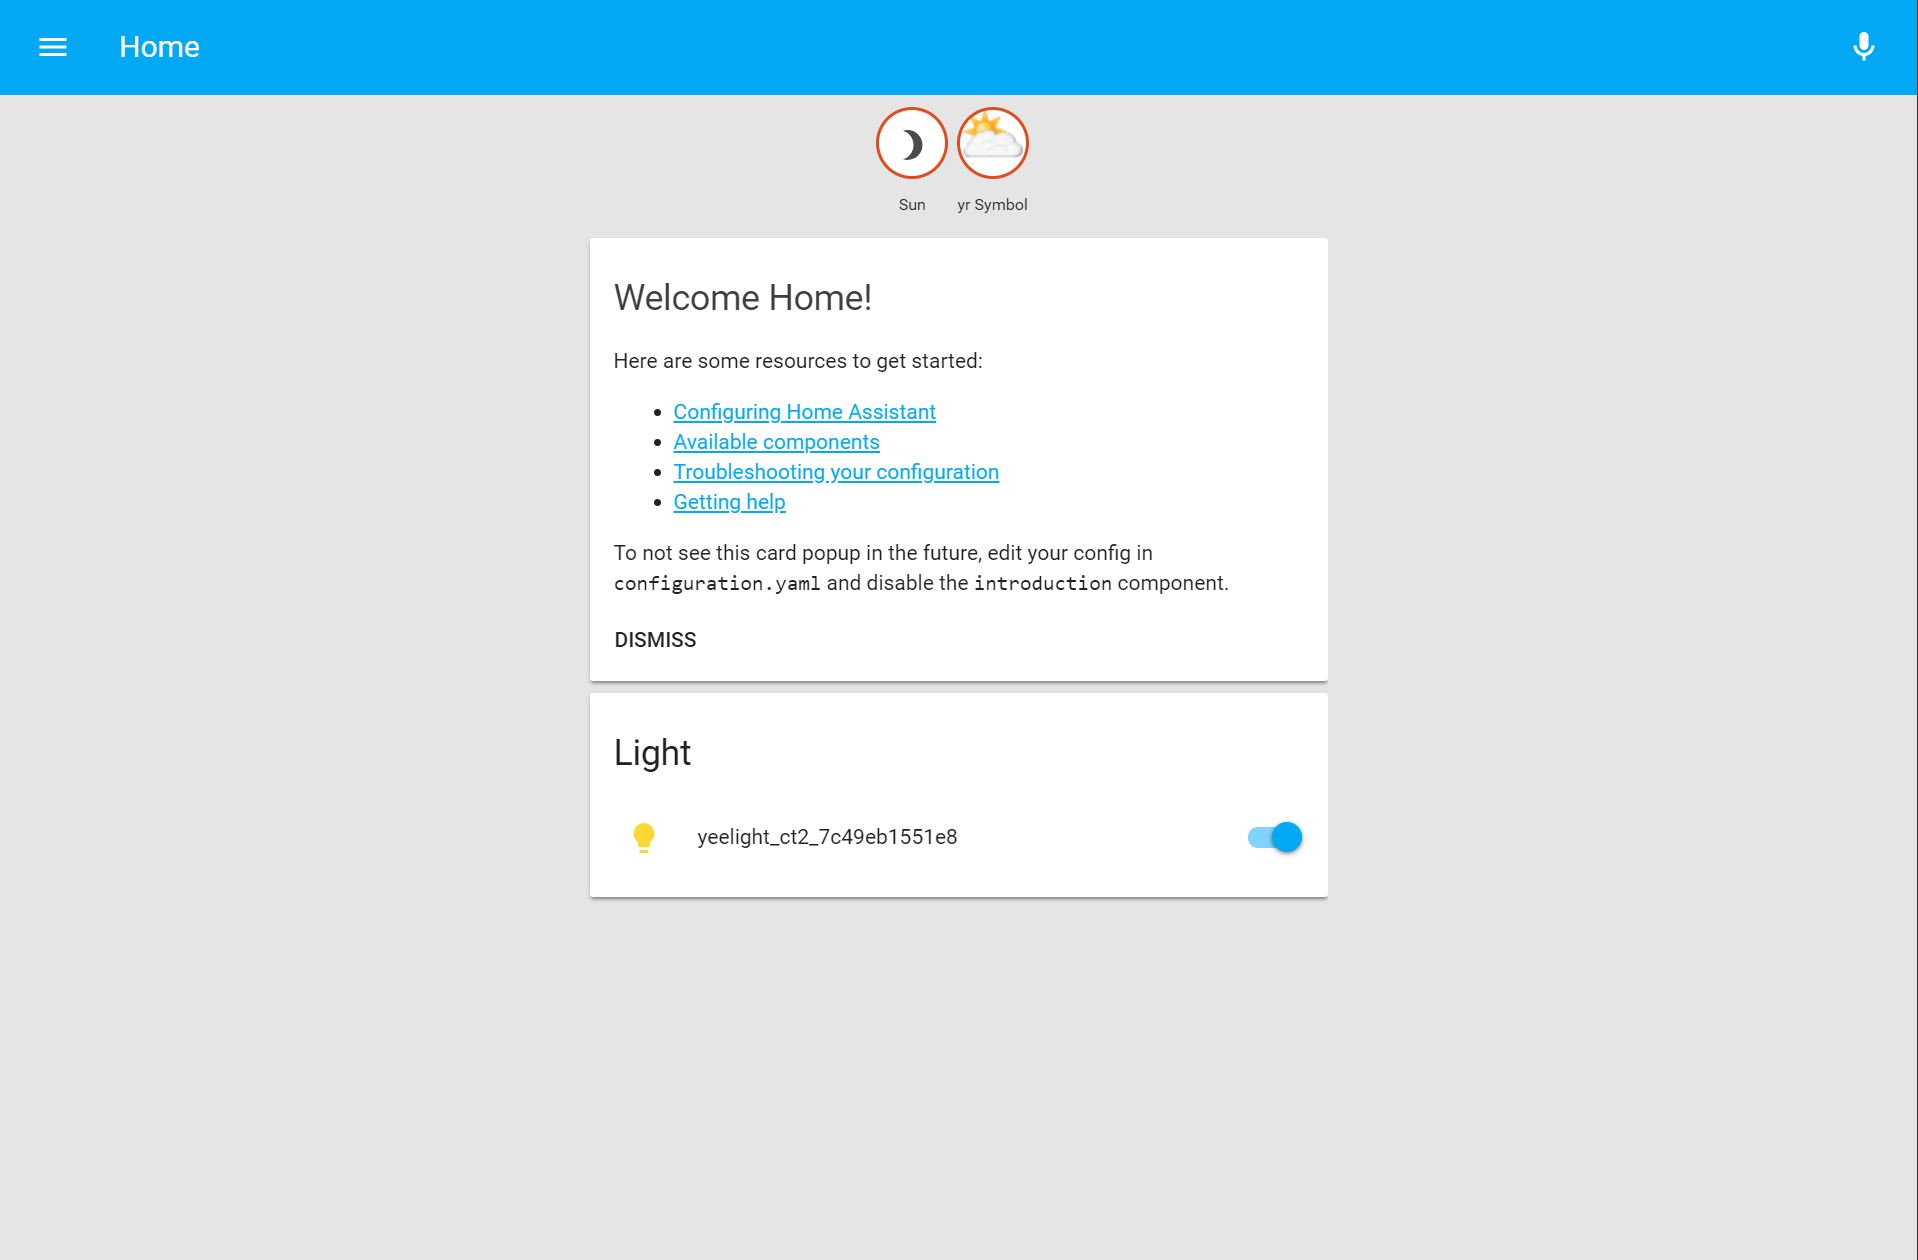 Home
Sun
yr Symbol
Welcome Home!
Here are some resources to get started:
Configuring Home Assistant
Available components
Troubleshooting your configuration
Getting help
To not see this card popup in the future, edit your config in
configuration.yaml and disable the introduction component.
DISMISS
Light
yeelight_ct2_7c49eb1551e8